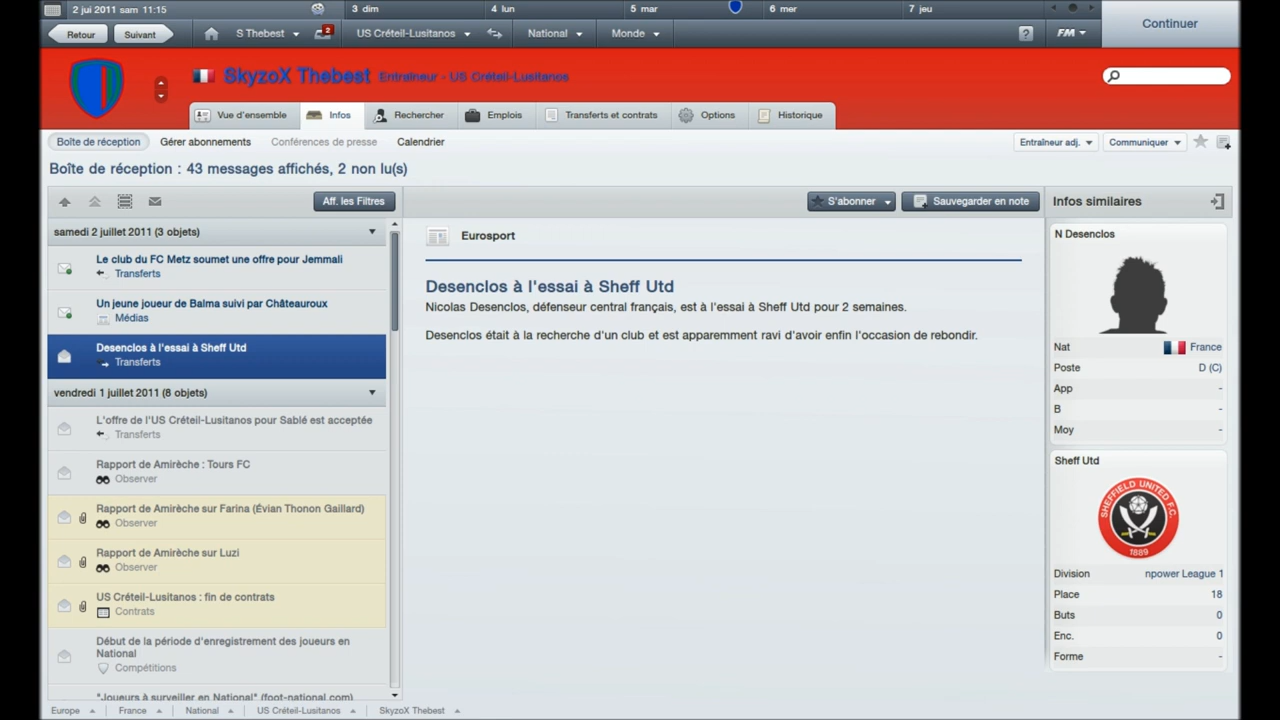 2 jui 2011 sam 11:15
3 dim
4 lun
5 mar
6 mer
7 jeu
Continuer
Retour
Suivant
S Thebest
2
US Créteil-Lusitanos
National
Monde
?
FM
SkyzoX Thebest Entraîneur - US Créteil-Lusitanos
Vue d'ensemble
Infos
Rechercher
Emplois
Transferts et contrats
Options
Historique
Boîte de réception
Gérer abonnements
Conférences de presse
Calendrier
Entraîneur adj.
Communiquer
Boîte de réception : 43 messages affichés, 2 non lu(s)
Aff. les Filtres
S'abonner
Sauvegarder en note
Infos similaires
samedi 2 juillet 2011 (3 objets)
Le club du FC Metz soumet une offre pour Jemmali
Transferts
Un jeune joueur de Balma suivi par Châteauroux
Médias
Desenclos à l'essai à Sheff Utd
Transferts
vendredi 1 juillet 2011 (8 objets)
L'offre de l'US Créteil-Lusitanos pour Sablé est acceptée
Transferts
Rapport de Amirèche : Tours FC
Observer
Rapport de Amirèche sur Farina (Évian Thonon Gaillard)
Observer
Rapport de Amirèche sur Luzi
Observer
US Créteil-Lusitanos : fin de contrats
Contrats
Début de la période d'enregistrement des joueurs en
National
Compétitions
"Joueurs à surveiller en National" (foot-national.com)
Eurosport
Desenclos à l'essai à Sheff Utd
Nicolas Desenclos, défenseur central français, est à l'essai à Sheff Utd pour 2 semaines.
Desenclos était à la recherche d'un club et est apparemment ravi d'avoir enfin l'occasion de rebondir.
N Desenclos
Nat France
Poste D (C)
App -
B -
Moy -
Sheff Utd
SHEFFIELD UNITED F.C.
1889
Division npower League 1
Place 18
Buts 0
Enc. 0
Forme -
Europe
France
National
US Créteil-Lusitanos
SkyzoX Thebest